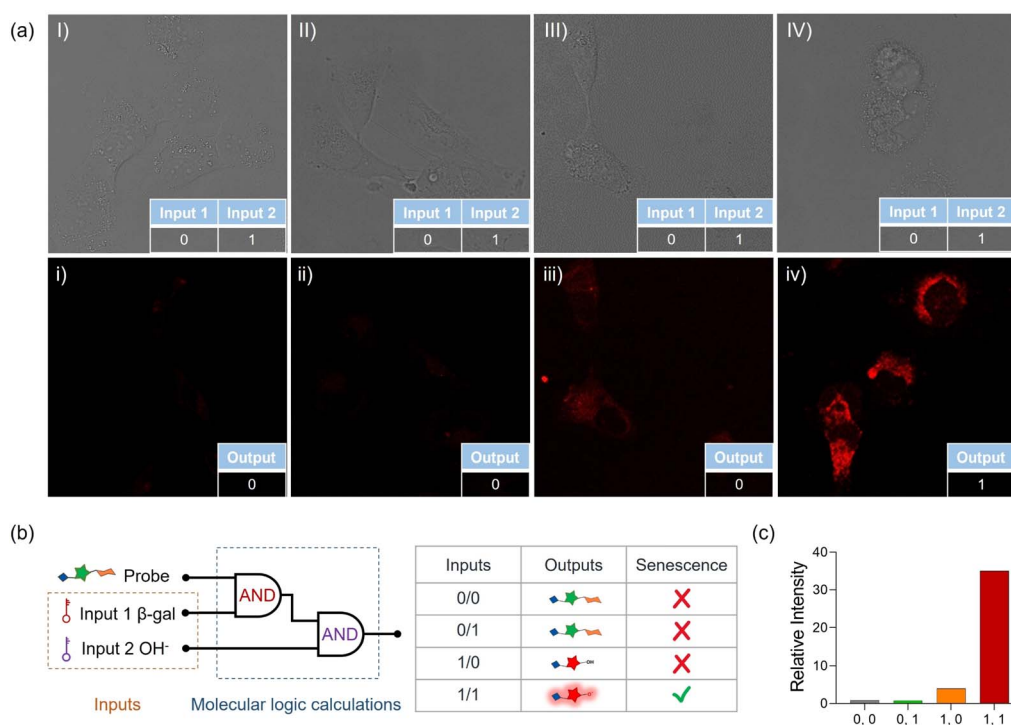 (a)
I)
II)
III)
IV)
Input 1 Input 2
0 1
Input 1 Input 2
0 1
Input 1 Input 2
0 1
Input 1 Input 2
0 1
i)
ii)
iii)
iv)
Output
0
Output
0
Output
0
Output
1
(b)
Probe
Input 1 β-gal
Input 2 OH⁻
AND
AND
Inputs
Molecular logic calculations
Inputs Outputs Senescence
0/0
0/1
1/0 OH
1/1
(c)
Relative Intensity
40
30
20
10
0
0, 0
0, 1
1, 0
1, 1